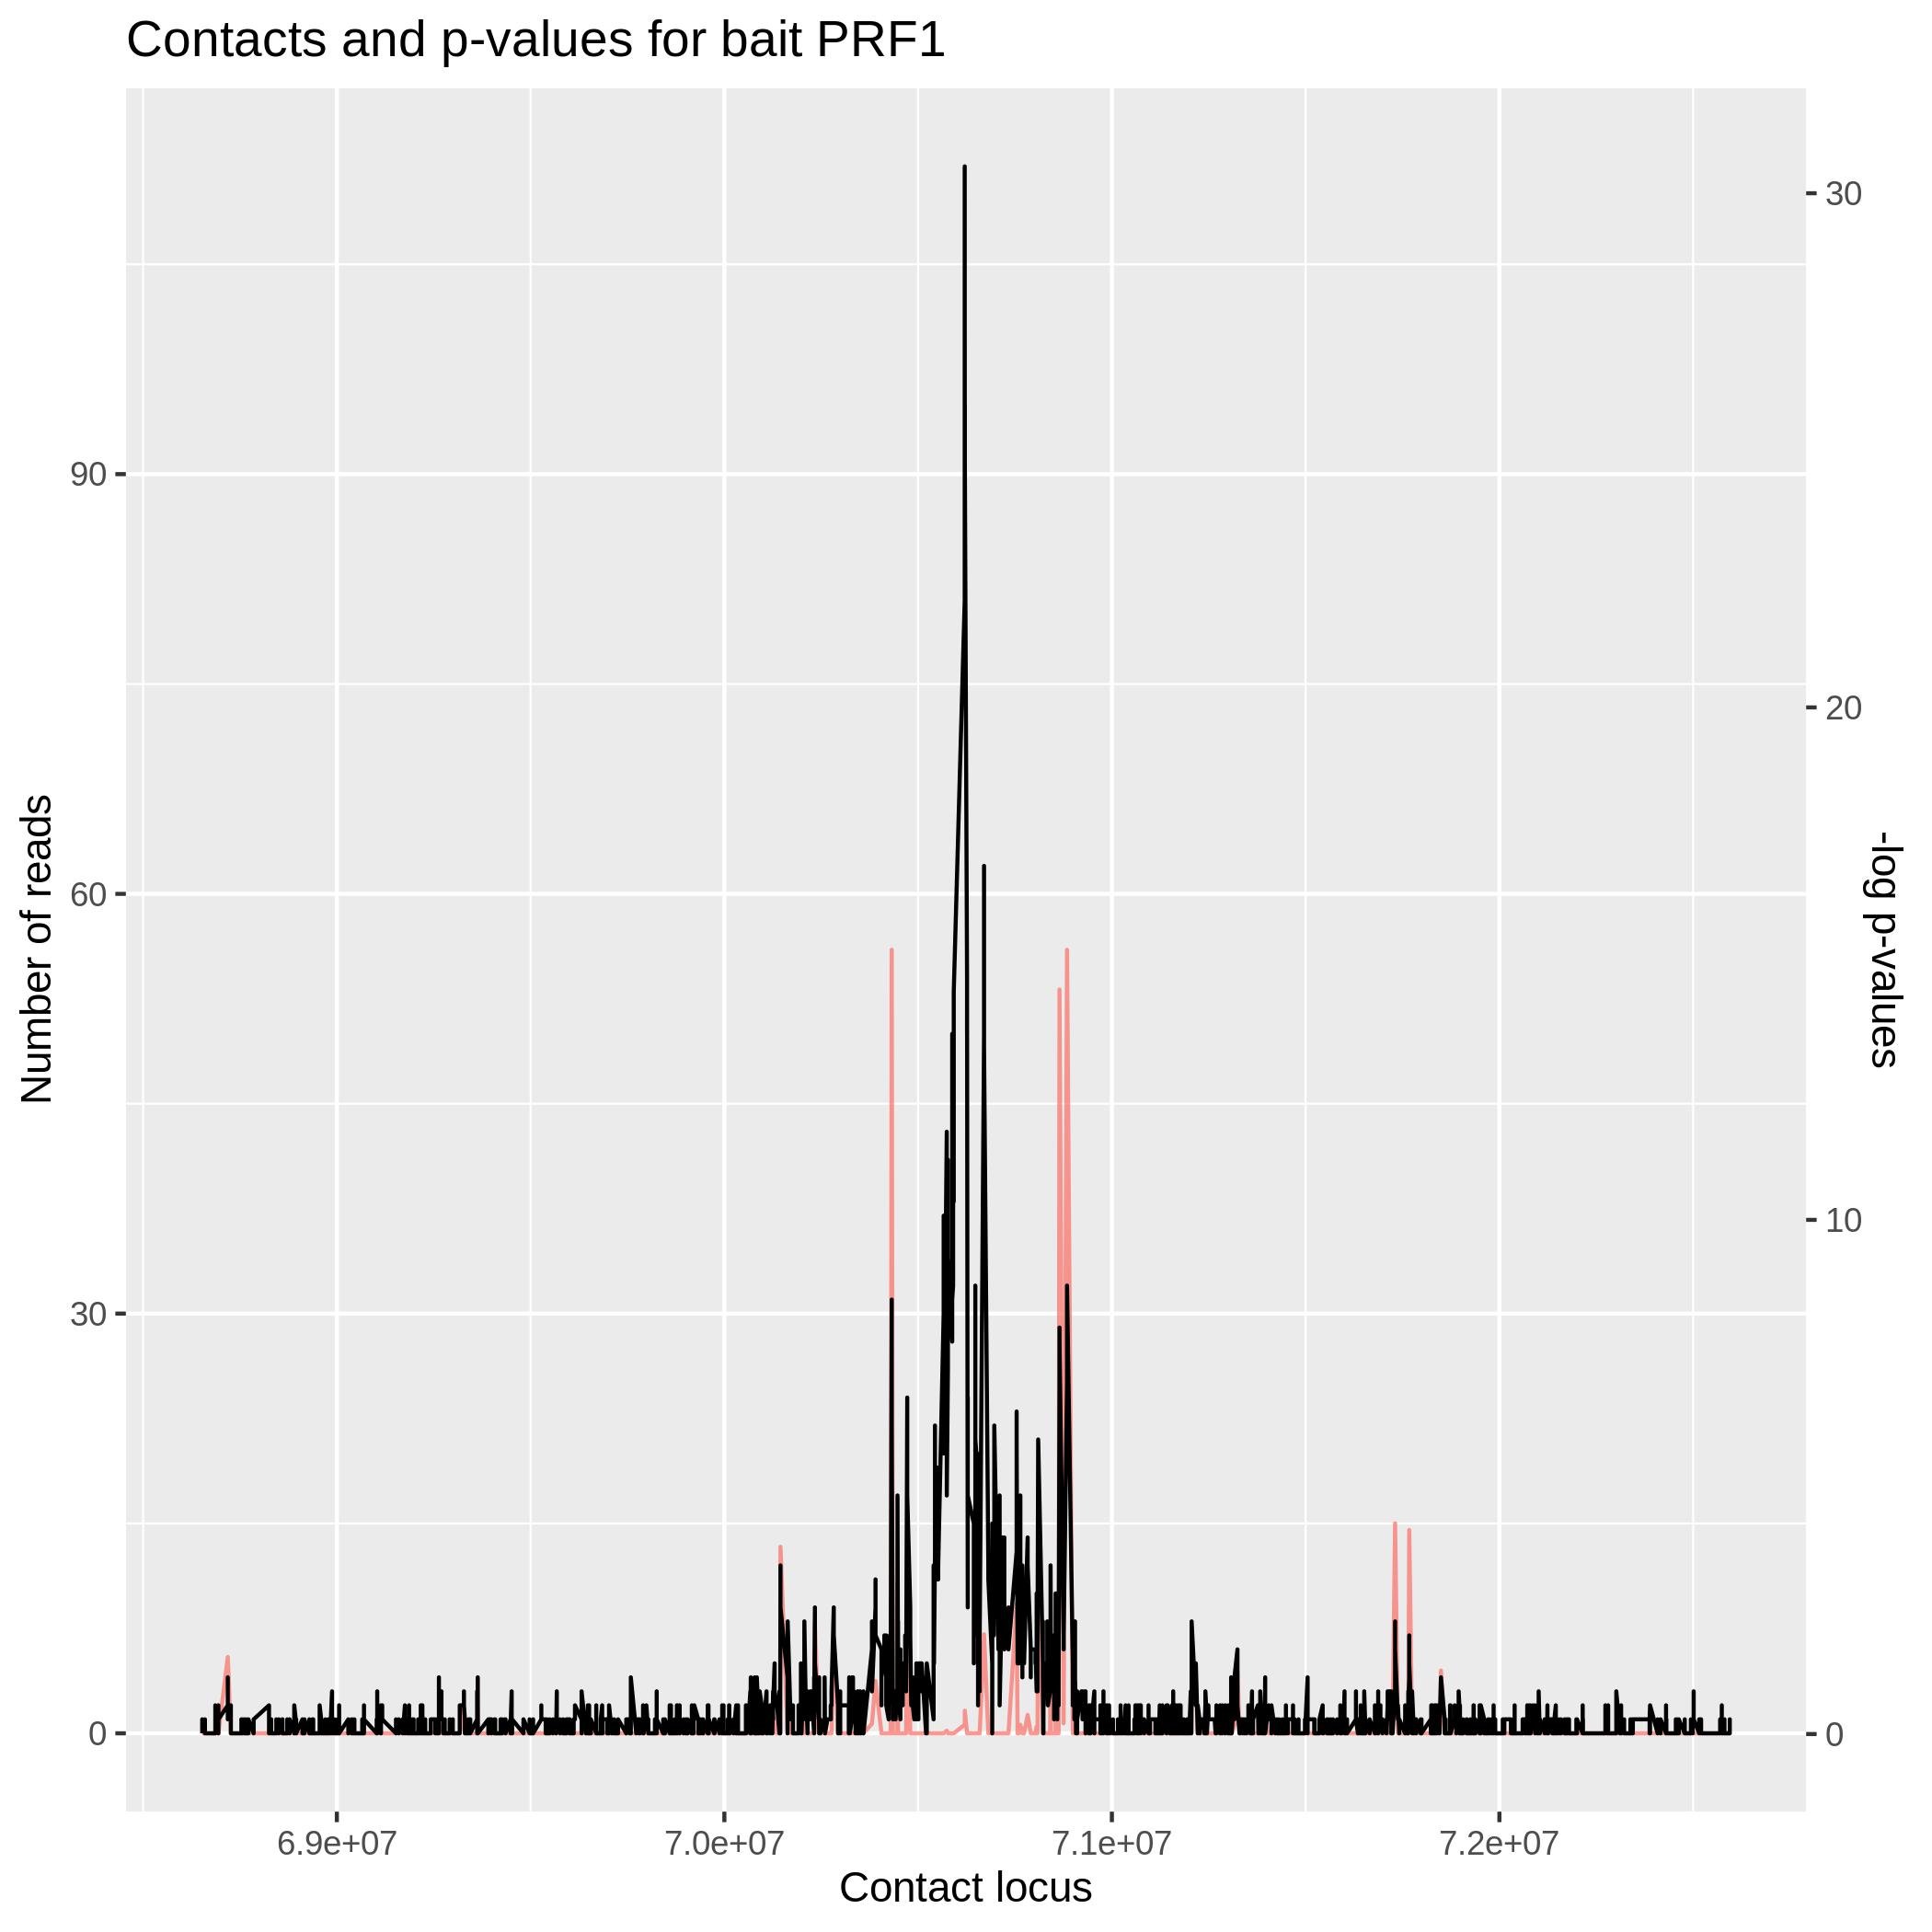 Contacts and p-values for bait PRF1
30
90
20
60
10
30
0
0
Number of reads
-log p-values
6.9e+07 7.0e+07 7.1e+07 7.2e+07
Contact locus